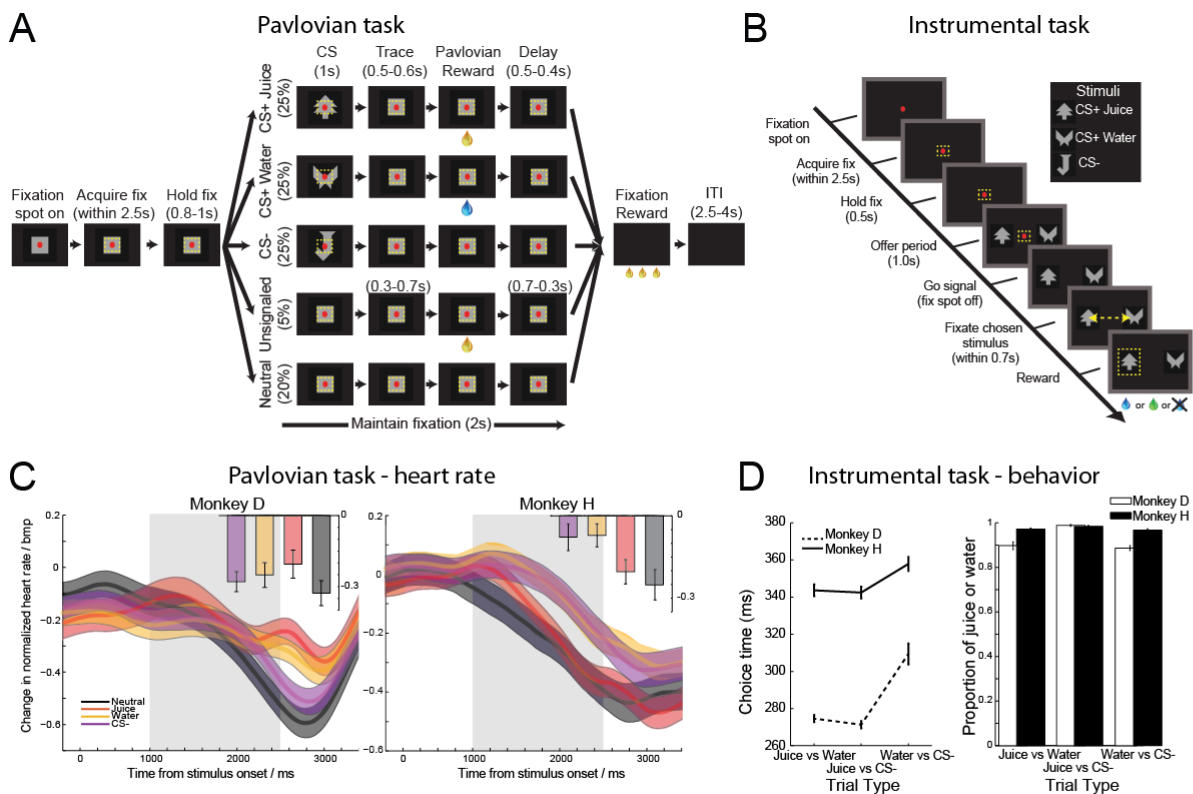 A
Pavlovian task
CS
(1s)
Trace
(0.5-0.6s)
Pavlovian
Reward
Delay
(0.5-0.4s)
CS+ Juice
(25%)
CS+ Water
(25%)
CS-
(25%)
Unsignaled
(5%)
Neutral
(20%)
Fixation
spot on
Acquire fix
(within 2.5s)
Hold fix
(0.8-1s)
(0.3-0.7s)
(0.7-0.3s)
Fixation
Reward
ITI
(2.5-4s)
Maintain fixation (2s)
B
Instrumental task
Stimuli
CS+ Juice
CS+ Water
CS-
Fixation
spot on
Acquire fix
(within 2.5s)
Hold fix
(0.5s)
Offer period
(1.0s)
Go signal
(fix spot off)
Fixate chosen
stimulus
(within 0.7s)
Reward
or
or
C
Pavlovian task - heart rate
Monkey D
Change in normalized heart rate / bmp
0.2
0
-0.2
-0.4
-0.6
0
-0.3
Neutral
Juice
Water
CS-
0
1000
2000
3000
Time from stimulus onset / ms
Monkey H
0.2
0
-0.2
-0.4
-0.6
0
-0.3
0
1000
2000
3000
Time from stimulus onset / ms
D
Instrumental task - behavior
Choice time (ms)
380
360
340
320
300
280
260
Monkey D
Monkey H
Juice vs Water
Juice vs CS-
Water vs CS-
Trial Type
Proportion of juice or water
1
0.8
0.6
0.4
0.2
0
Monkey D
Monkey H
Juice vs Water
Juice vs CS-
Water vs CS-
Trial Type